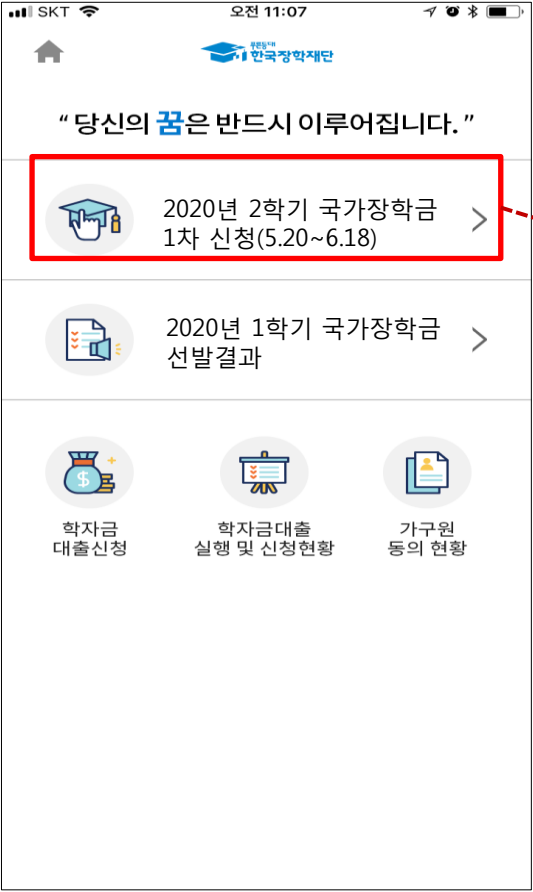 SKT 오전 11:07
푸른등대
한국장학재단
“ 당신의 꿈은 반드시 이루어집니다. ”
2020년 2학기 국가장학금
1차 신청(5.20~6.18)
2020년 1학기 국가장학금
선발결과
학자금
대출신청
학자금대출
실행 및 신청현황
가구원
동의 현황